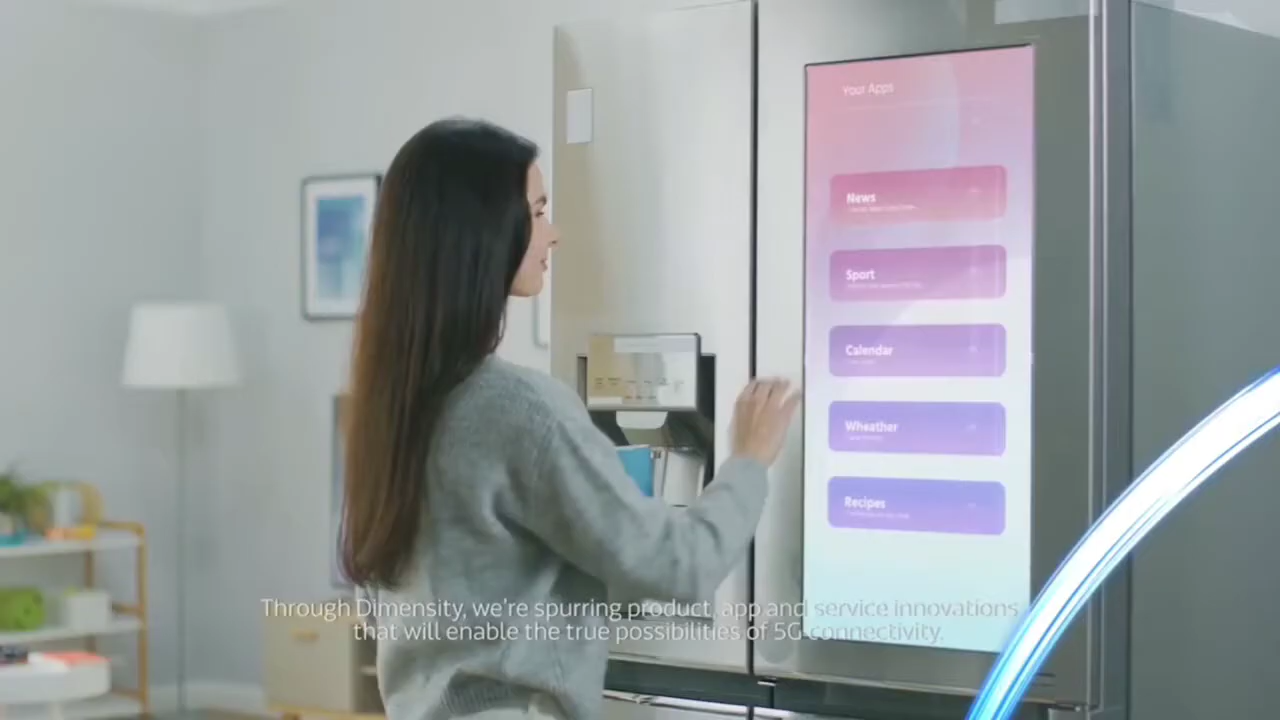 Your Apps
News
Sport
Calendar
Wheather
Recipes
Through Dimensity, we're spurring product, app and service innovations
that will enable the true possibilities of 5G connectivity.